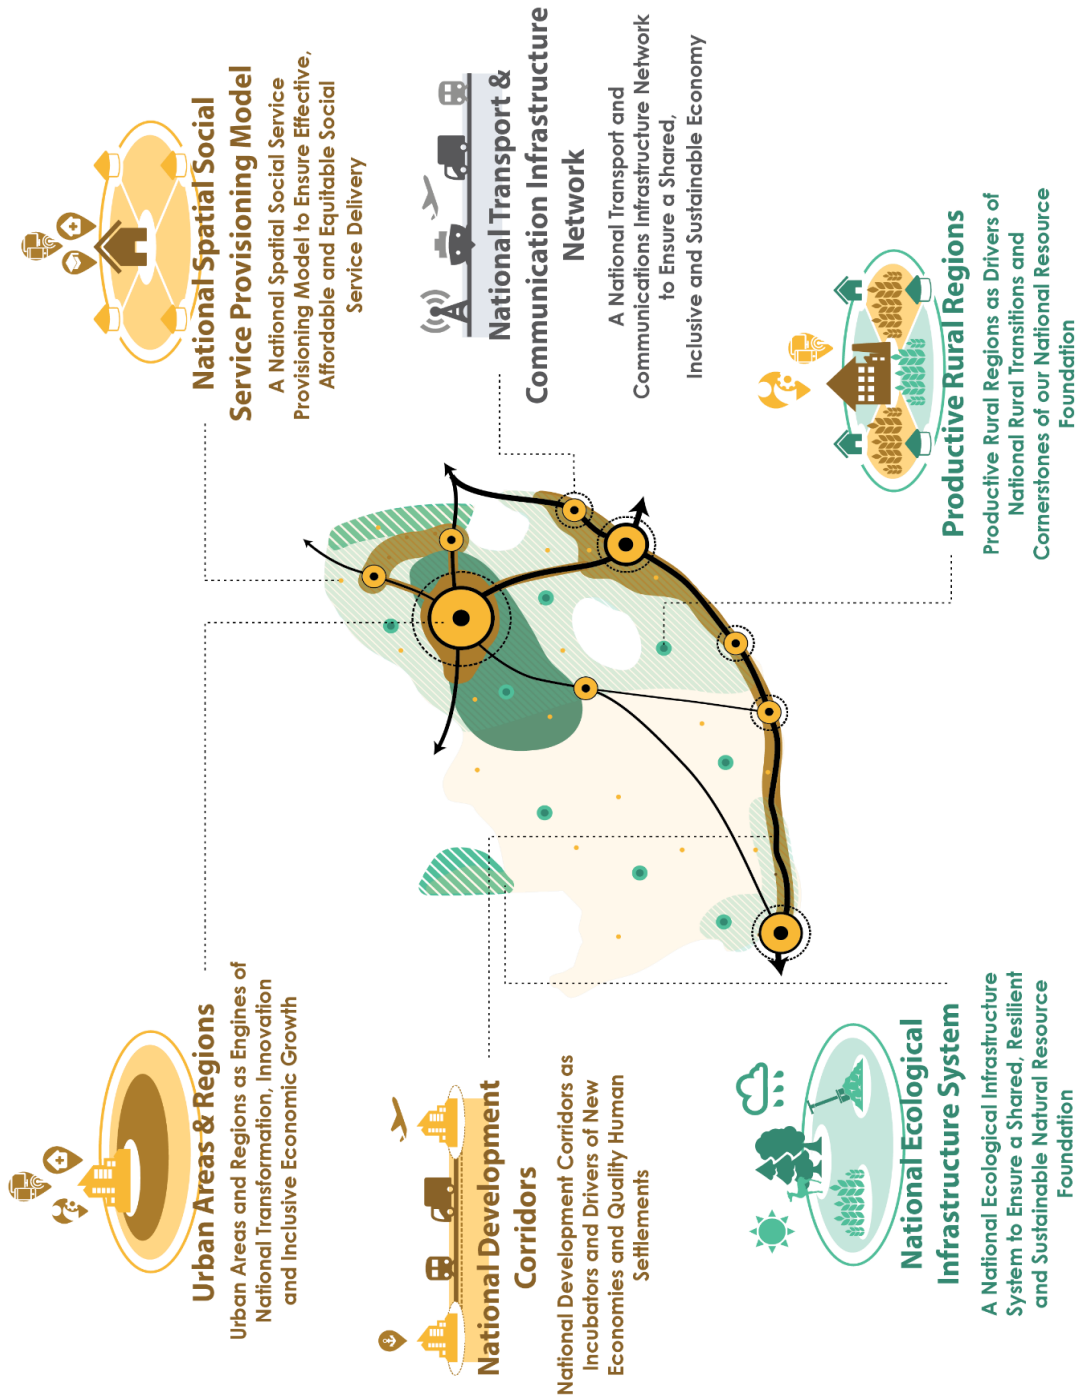 Urban Areas & Regions
Urban Areas and Regions as Engines of
National Transformation, Innovation
and Inclusive Economic Growth
National Spatial Social
Service Provisioning Model
A National Spatial Social Service
Provisioning Model to Ensure Effective,
Affordable and Equitable Social
Service Delivery
National Development
Corridors
National Development Corridors as
Incubators and Drivers of New
Economies and Quality Human
Settlements
National Transport &
Communication Infrastructure
Network
A National Transport and
Communications Infrastructure Network
to Ensure a Shared,
Inclusive and Sustainable Economy
National Ecological
Infrastructure System
A National Ecological Infrastructure
System to Ensure a Shared, Resilient
and Sustainable Natural Resource
Foundation
Productive Rural Regions
Productive Rural Regions as Drivers of
National Rural Transitions and
Cornerstones of our National Resource
Foundation